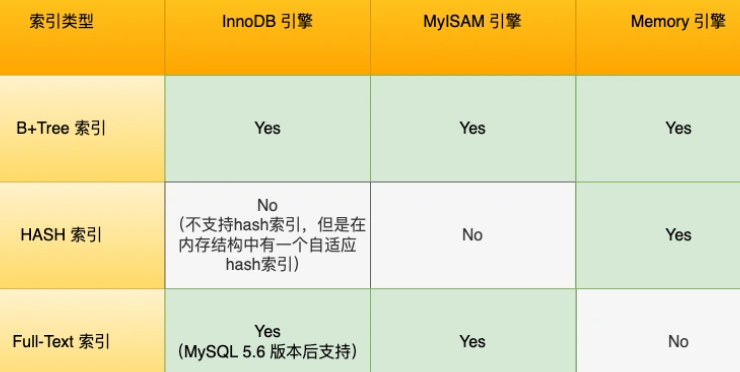 索引类型 InnoDB 引擎 MyISAM 引擎 Memory 引擎
B+Tree 索引 Yes Yes Yes
HASH 索引 No
（不支持hash索引，但是在
内存结构中有一个自适应
hash索引） No Yes
Full-Text 索引 Yes
（MySQL 5.6 版本后支持） Yes No